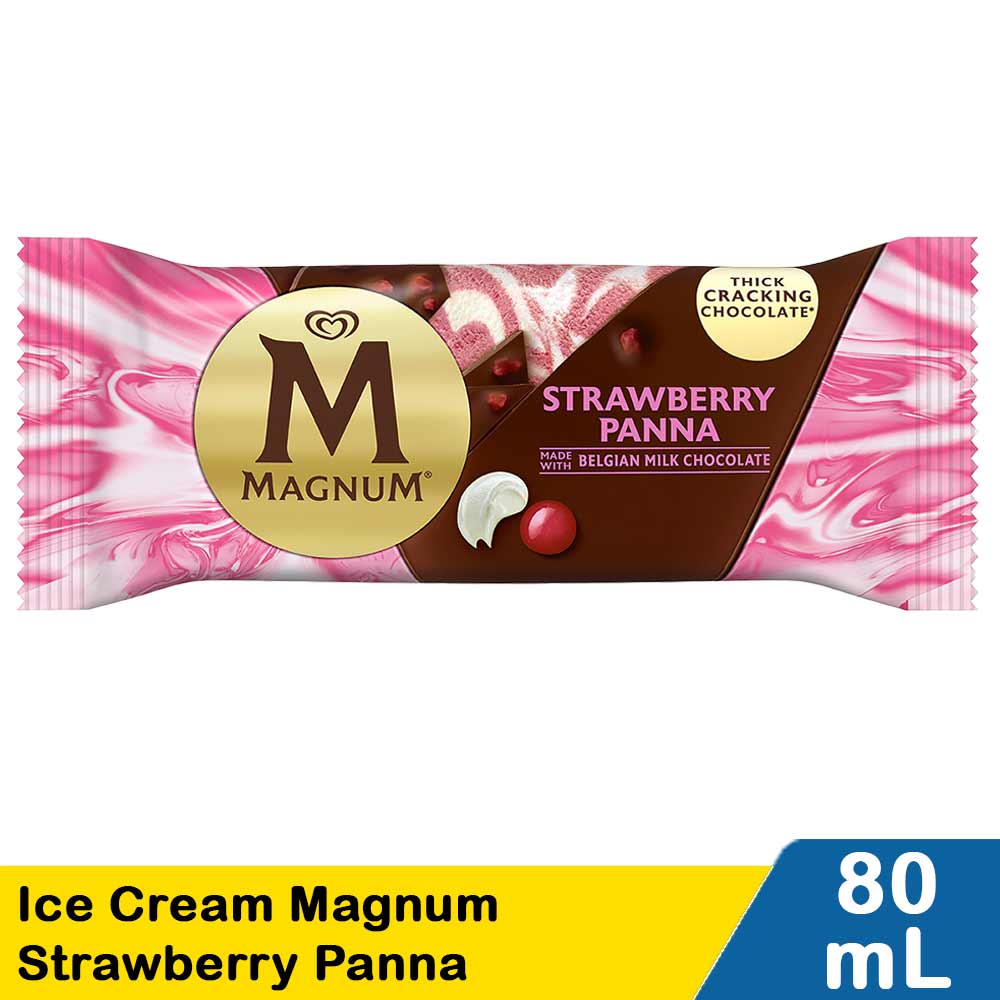 M
MAGNUM®
THICK
CRACKING
CHOCOLATE*
STRAWBERRY
PANNA
MADE
WITH BELGIAN MILK CHOCOLATE
Ice Cream Magnum
Strawberry Panna
80
mL